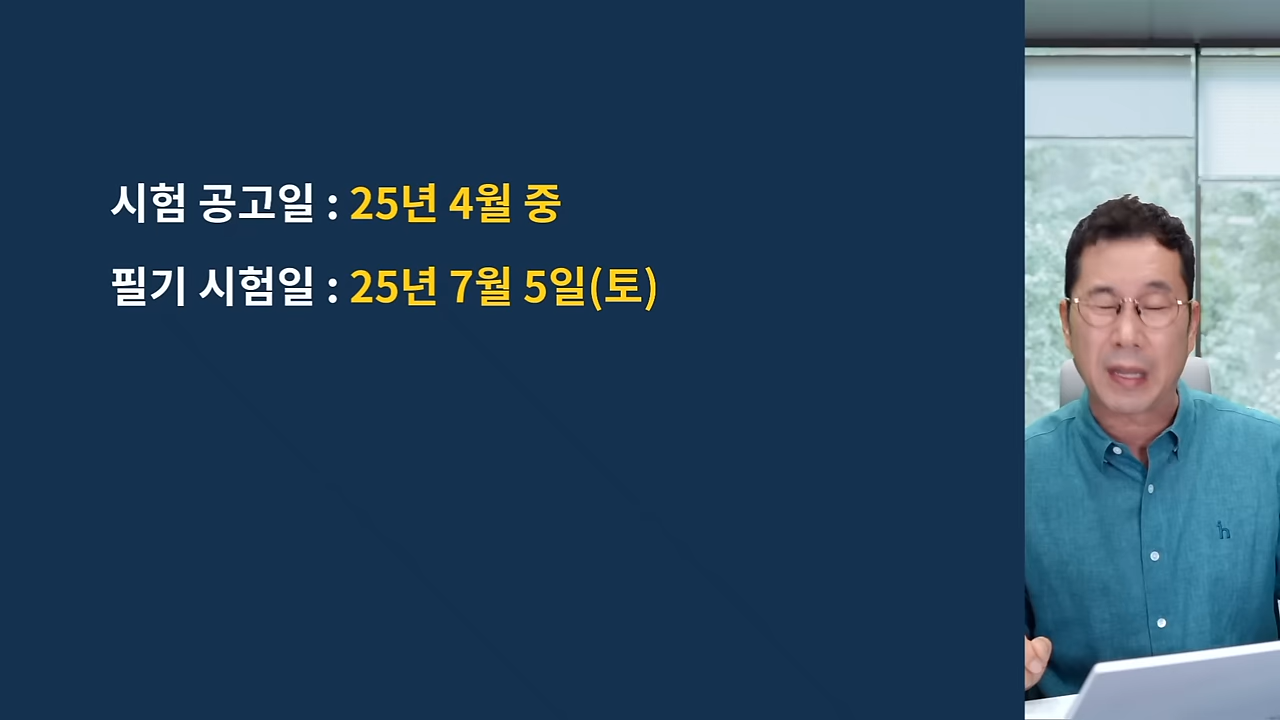 시험 공고일 : 25년 4월 중
필기 시험일 : 25년 7월 5일(토)
h